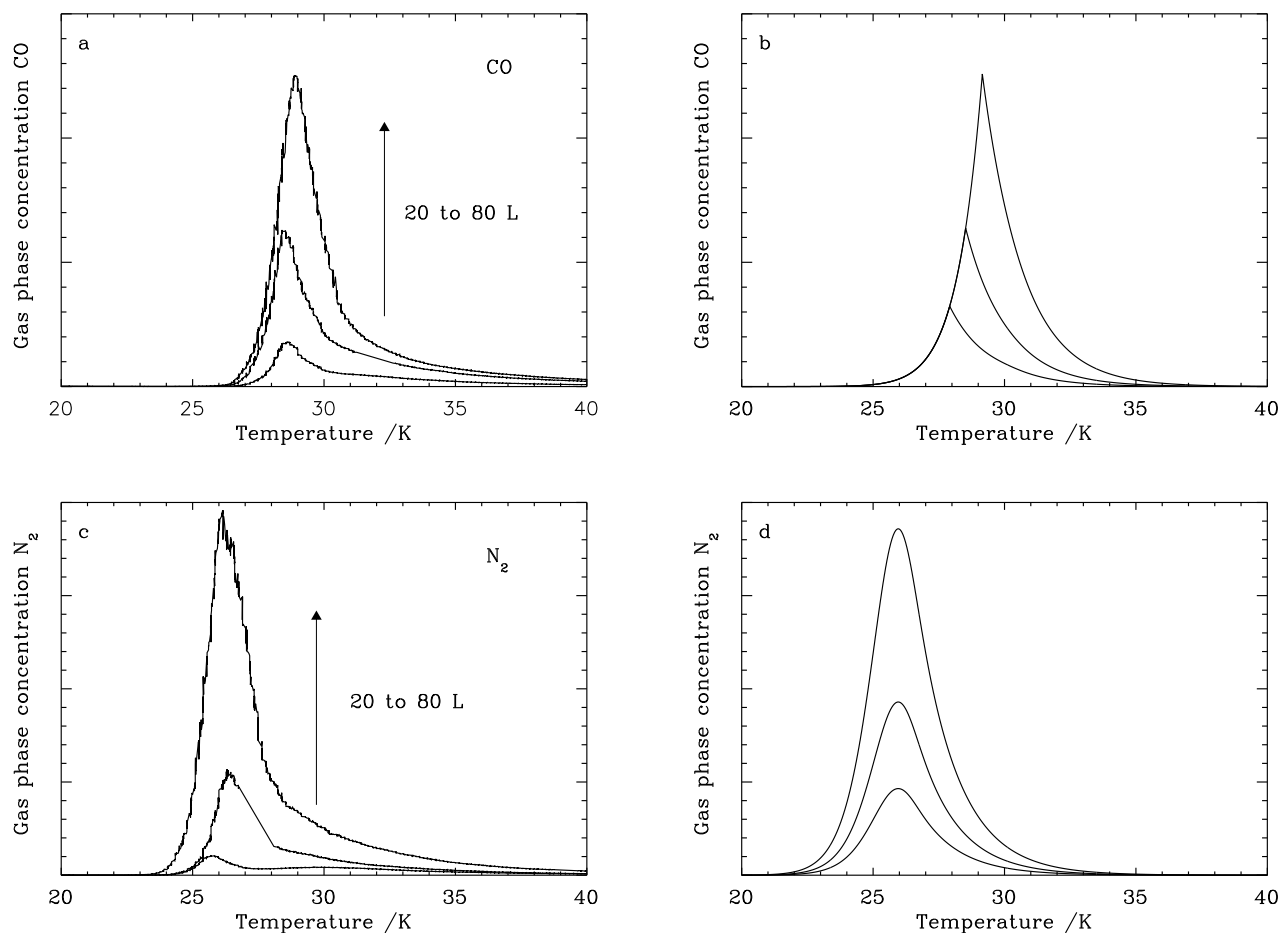 a
CO
20 to 80 L
Gas phase concentration CO
20 25 30 35 40
Temperature /K
b
Gas phase concentration CO
20 25 30 35 40
Temperature /K
c
N₂
20 to 80 L
Gas phase concentration N₂
20 25 30 35 40
Temperature /K
d
Gas phase concentration N₂
20 25 30 35 40
Temperature /K